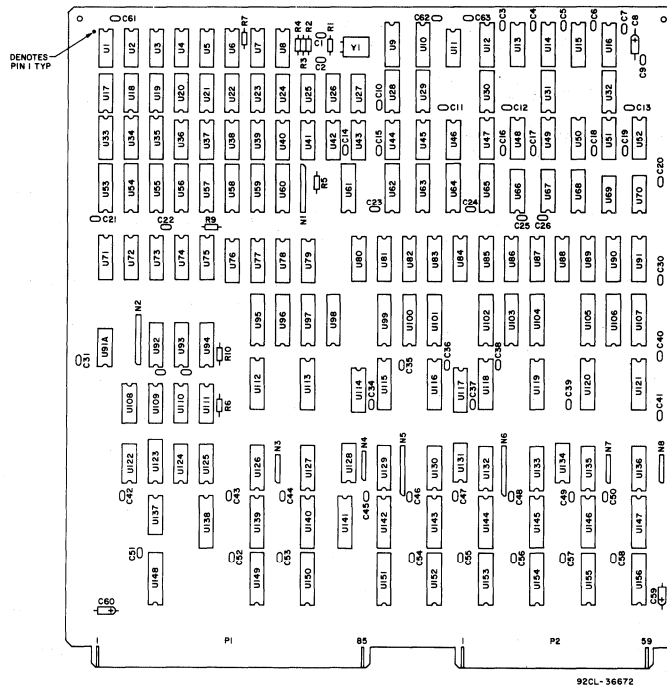 C61 R7 R4 R2 C1 R1 C62 C63 C3 C4 C5 C6 C7 C8
DENOTES
PIN 1 TYP
U1 U2 U3 U4 U5 U6 U7 U8 R3 C2 Y1 U9 U10 U11 U12 U13 U14 U15 U16 C9
U17 U18 U19 U20 U21 U22 U23 U24 U25 U26 U27 C10 U28 U29 C11 U30 C12 U31 U32 C13
U33 U34 U35 U36 U37 U38 U39 U40 U41 U42 C14 U43 C15 U44 U45 U46 U47 C16 U48 C17 U49 U50 C18 U51 C19 U52
C20
U53 U54 U55 U56 U57 U58 U59 U60 N1 R5 U61 C23 U62 U63 U64 C24 U65 U66 U67 U68 U69 U70
C21 C22 R9 C25 C26
U71 U72 U73 U74 U75 U76 U77 U78 U79 U80 U81 U82 U83 U84 U85 U86 U87 U88 U89 U90 U91 C30
N2 U95 U96 U97 U98 U99 U100 U101 U102 U103 U104 U105 U106 U107
C31 U91A U92 U93 U94 R10 C35 C36 C38 C40
U112 U113 U114 C34 U115 U116 U117 C37 U118 U119 C39 U120 U121 C41
U108 U109 U110 U111 R6
U122 U123 U124 U125 U126 N3 U127 U128 N4 U129 N5 U130 U131 U132 N6 U133 U134 U135 N7 U136 N8
C42 C43 C44 C45 C46 C47 C48 C49 C50
U137 U138 U139 U140 U141 U142 U143 U144 U145 U146 U147
C51 C52 C53 C54 C55 C56 C57 C58
U148 U149 U150 U151 U152 U153 U154 U155 U156 C59
C60
1 P1 85 1 P2 59
92CL-36672